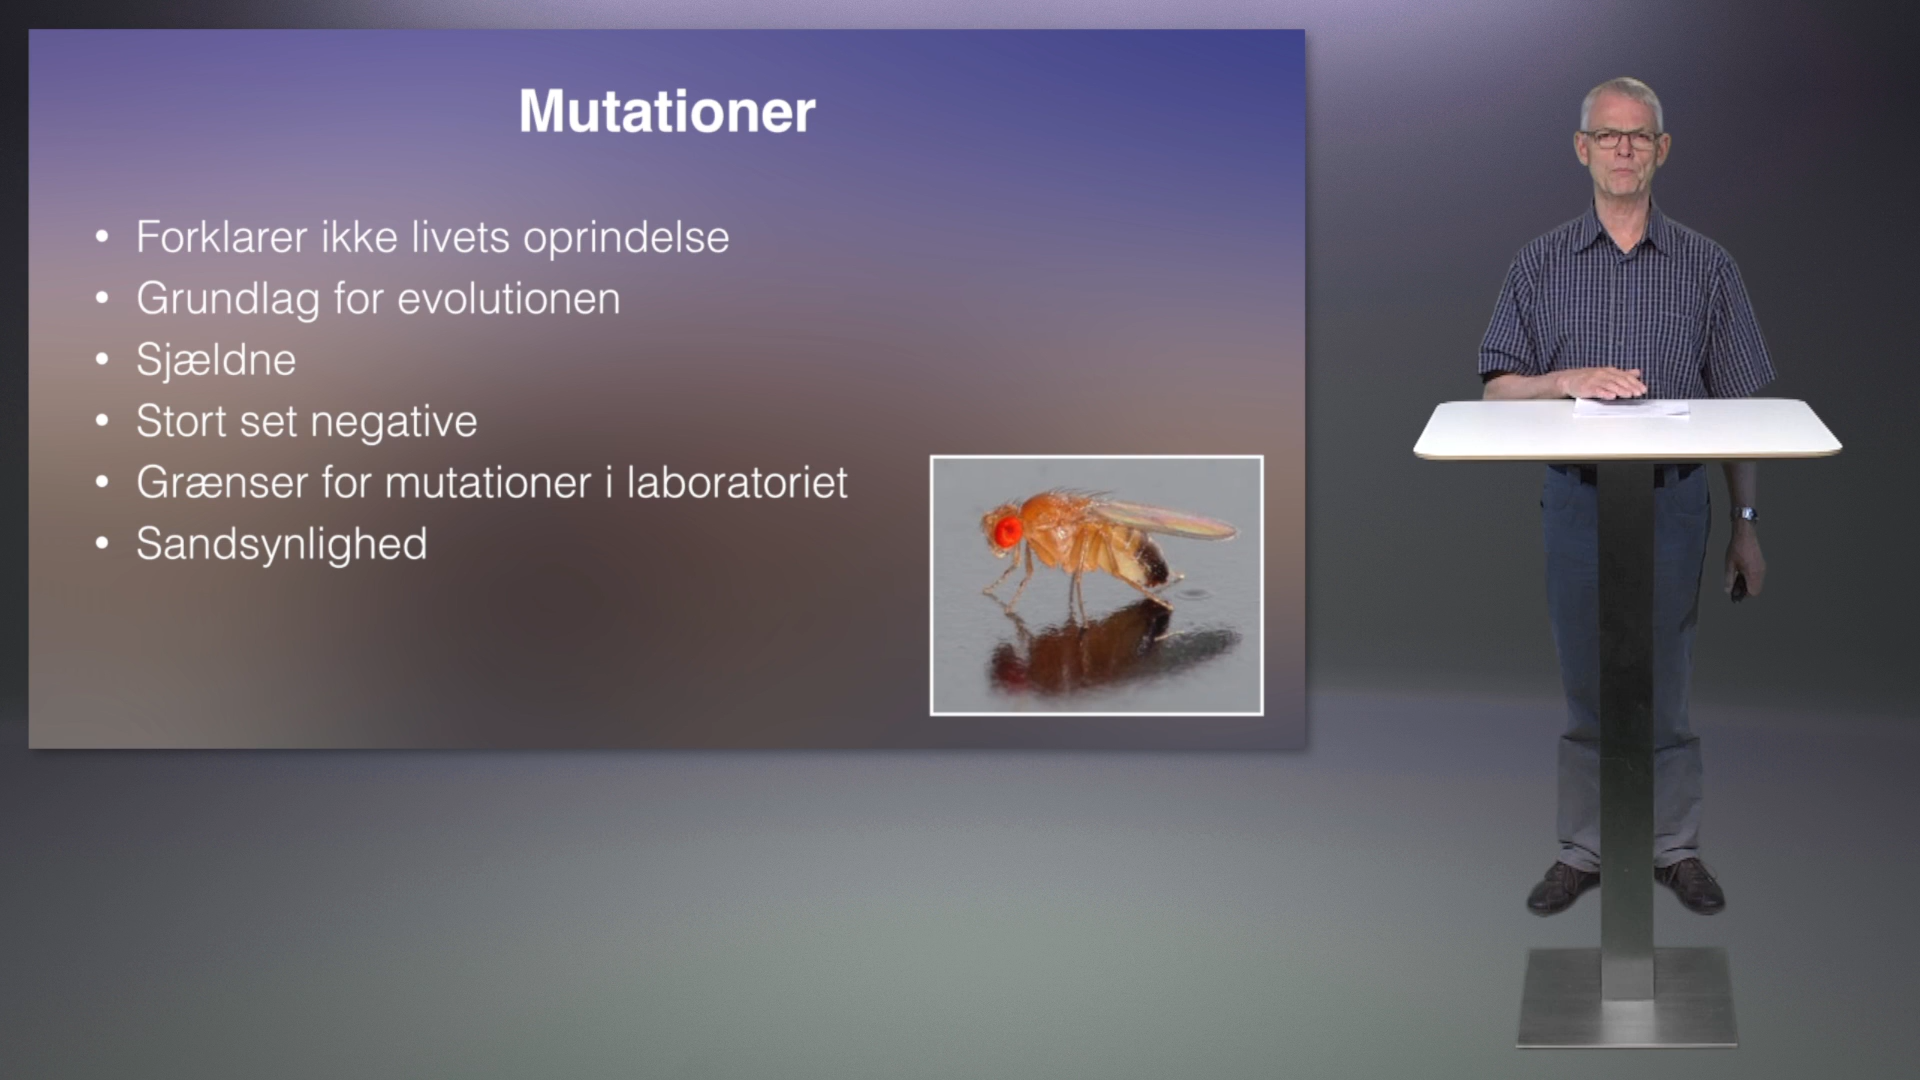 Mutationer
• Forklarer ikke livets oprindelse
• Grundlag for evolutionen
• Sjældne
• Stort set negative
• Grænser for mutationer i laboratoriet
• Sandsynlighed